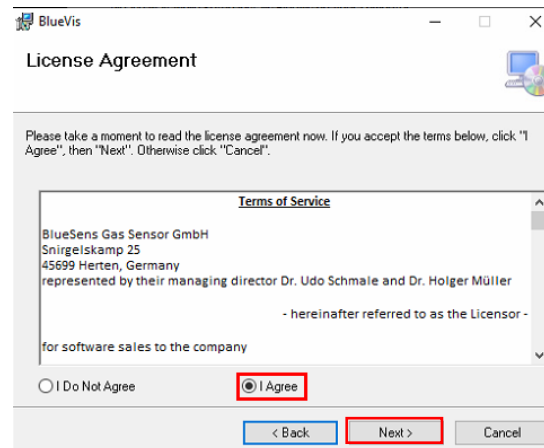 BlueVis
License Agreement
Please take a moment to read the license agreement now. If you accept the terms below, click "I
Agree", then "Next". Otherwise click "Cancel".
Terms of Service
BlueSens Gas Sensor GmbH
Snirgelskamp 25
45699 Herten, Germany
represented by their managing director Dr. Udo Schmale and Dr. Holger Müller
- hereinafter referred to as the Licensor -
for software sales to the company
I Do Not Agree
I Agree
< Back
Next >
Cancel